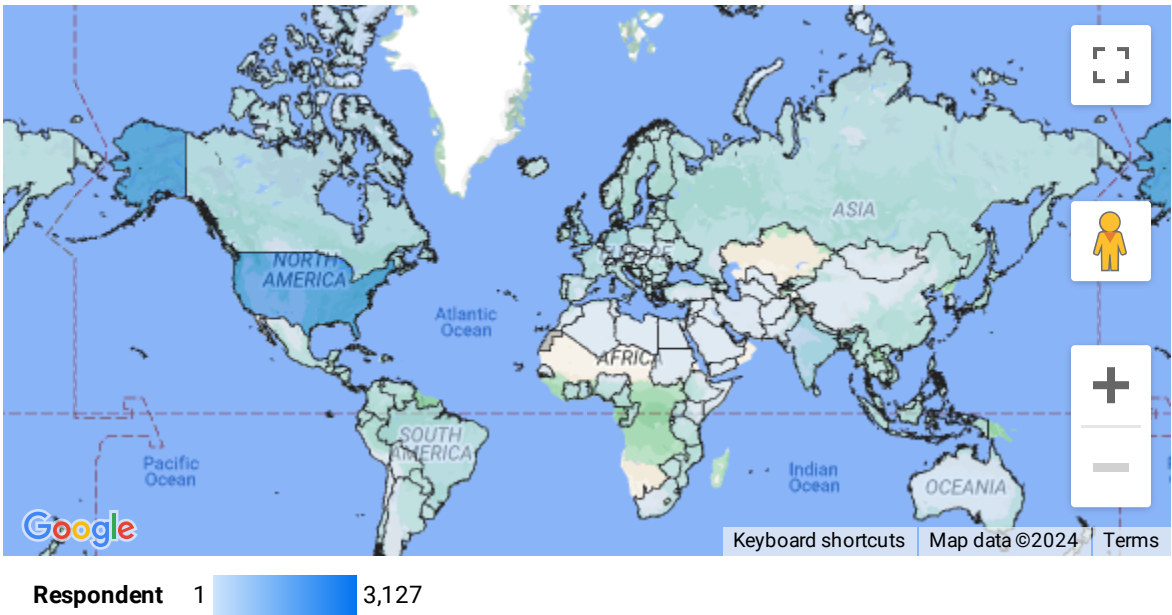 ASIA
NORTH
AMERICA
EUROPE
Atlantic
Ocean
AFRICA
SOUTH
AMERICA
Pacific
Ocean
Indian
Ocean
OCEANIA
Google
Keyboard shortcuts
Map data ©2024
Terms
Respondent 1 3,127